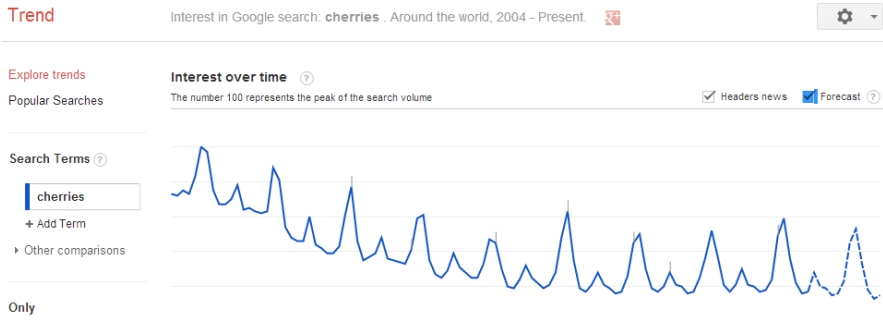 Trend
Interest in Google search: cherries . Around the world, 2004 - Present.
g+
Explore trends
Popular Searches
Interest over time ?
The number 100 represents the peak of the search volume
Headers news
Forecast ?
Search Terms ?
cherries
+ Add Term
Other comparisons
Only